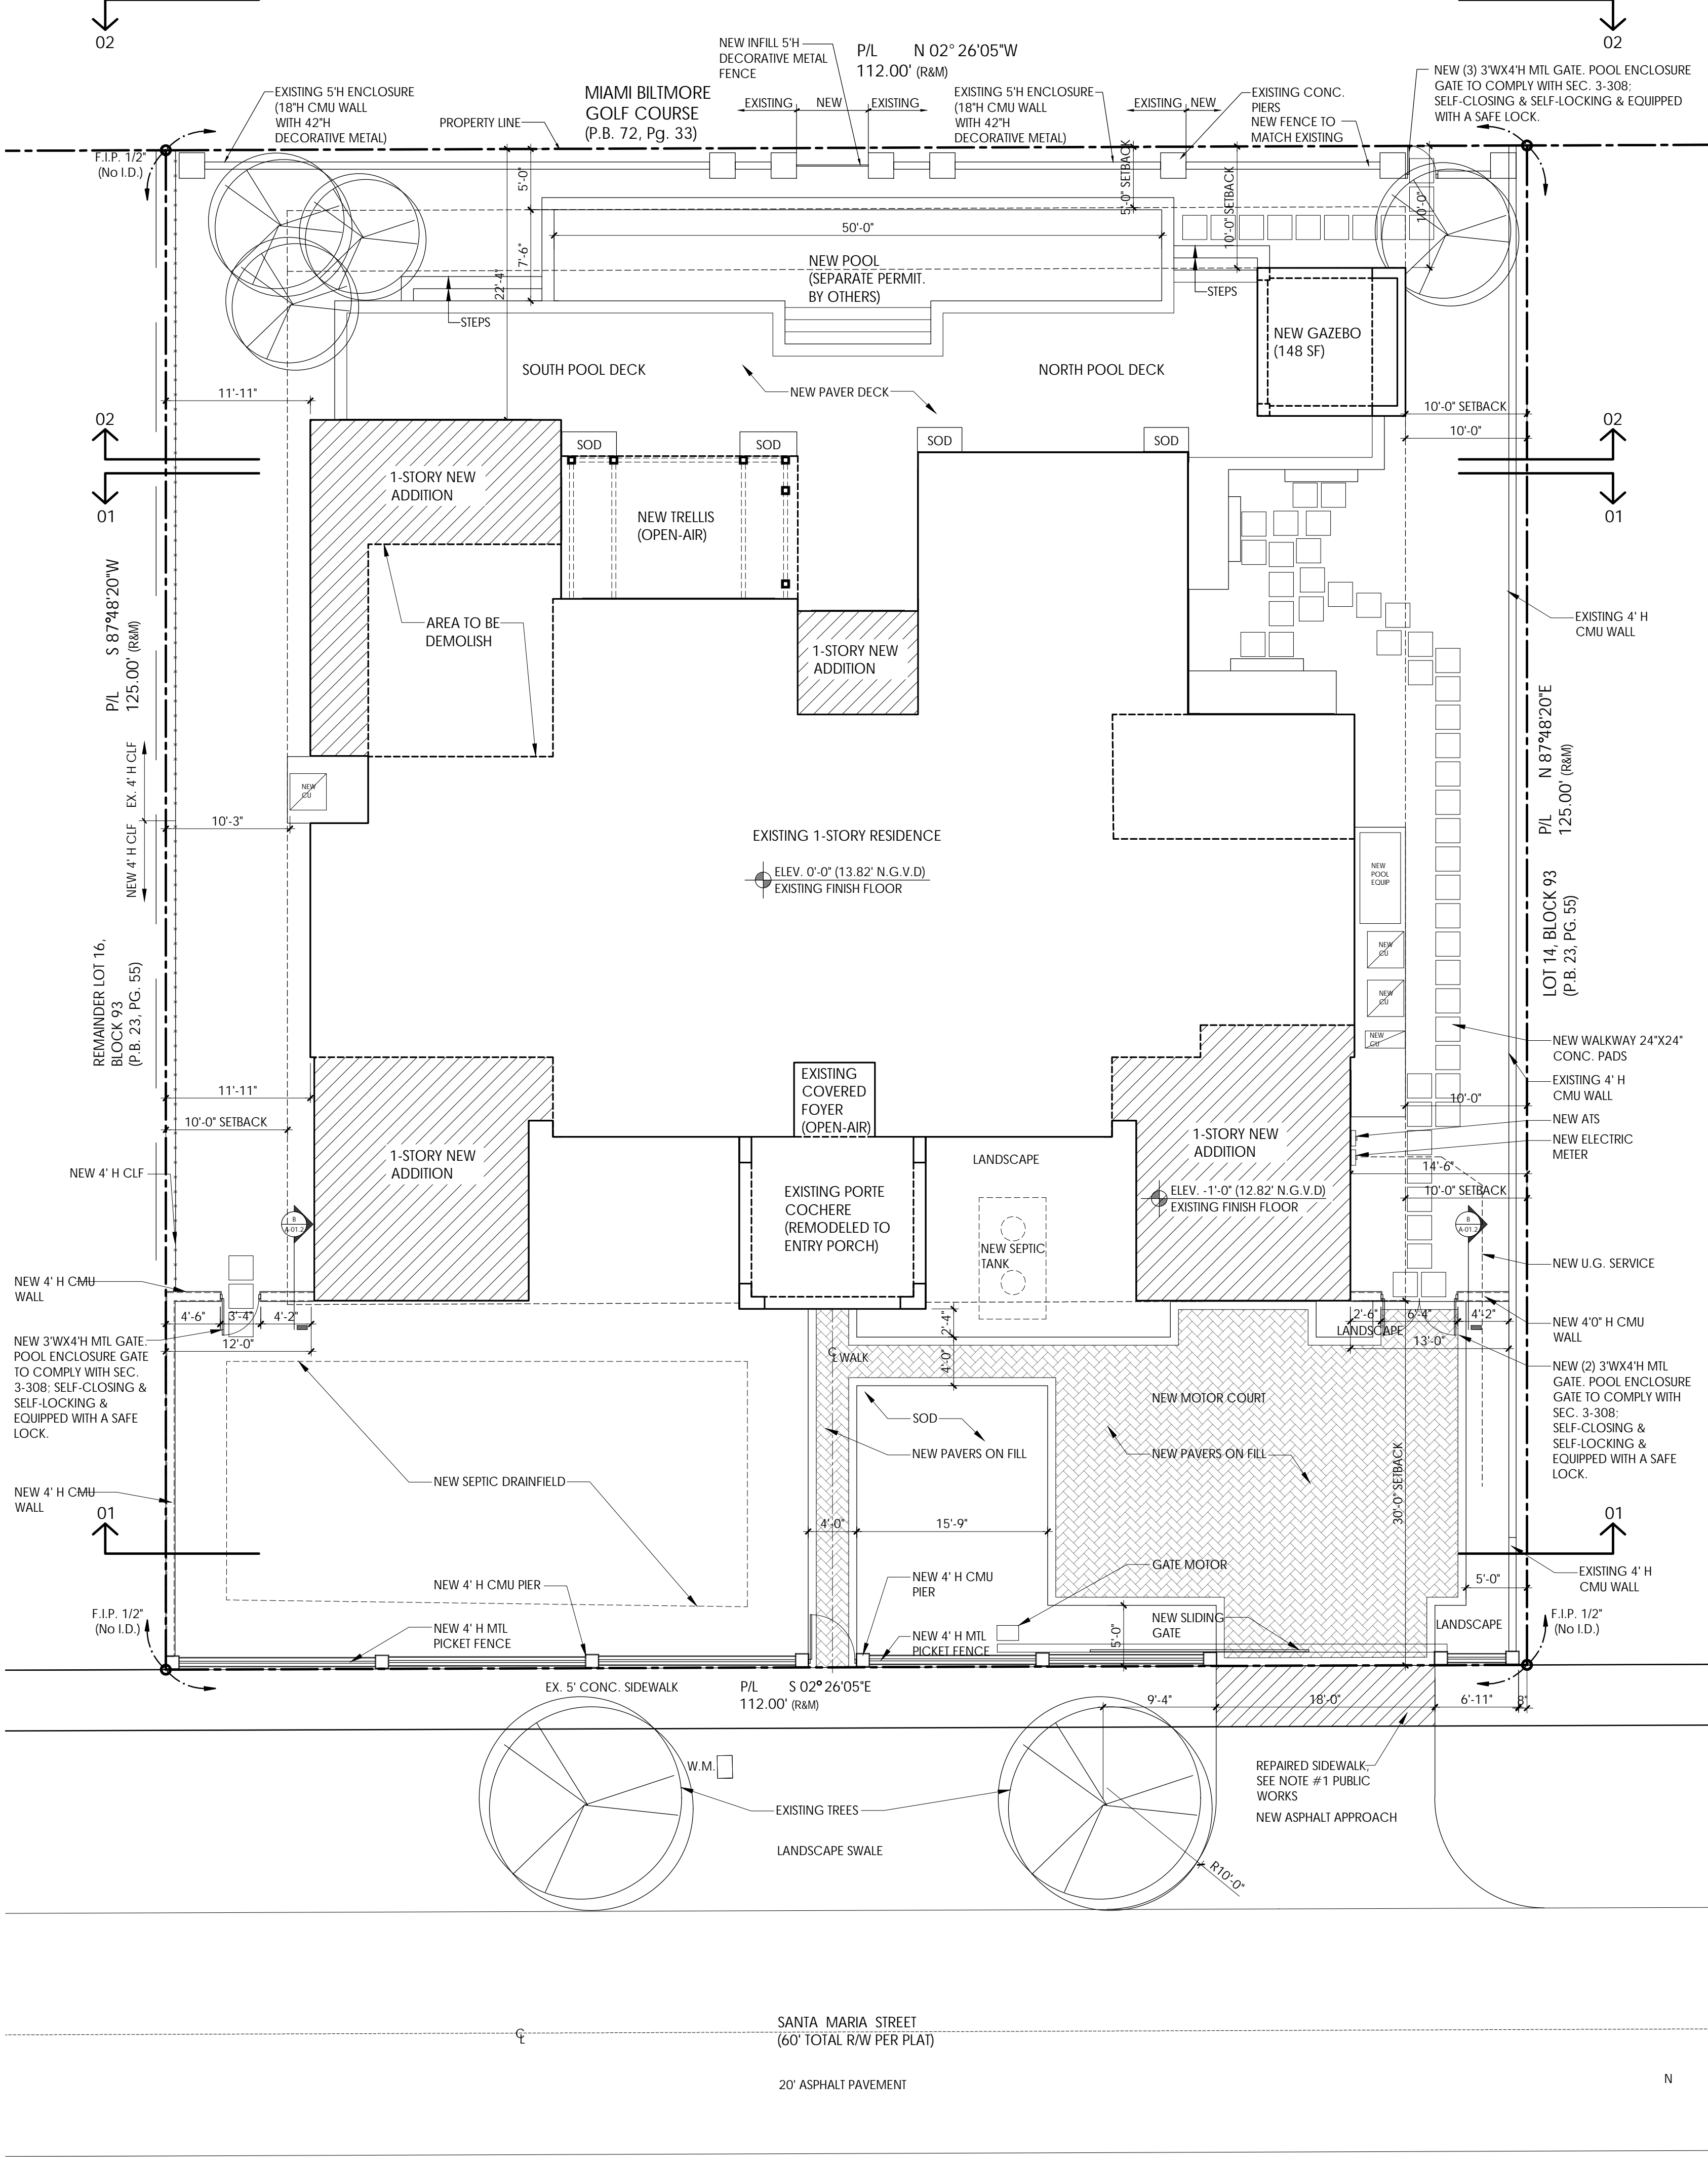 02
02
NEW INFILL 5'H
DECORATIVE METAL
FENCE
P/L N 02° 26'05"W
112.00' (R&M)
NEW (3) 3'WX4'H MTL GATE. POOL ENCLOSURE
GATE TO COMPLY WITH SEC. 3-308;
SELF-CLOSING & SELF-LOCKING & EQUIPPED
WITH A SAFE LOCK.
EXISTING 5'H ENCLOSURE
(18"H CMU WALL
WITH 42"H
DECORATIVE METAL)
PROPERTY LINE
MIAMI BILTMORE
GOLF COURSE
(P.B. 72, Pg. 33)
EXISTING
NEW
EXISTING
EXISTING 5'H ENCLOSURE
(18"H CMU WALL
WITH 42"H
DECORATIVE METAL)
EXISTING
NEW
EXISTING CONC.
PIERS
NEW FENCE TO
MATCH EXISTING
F.I.P. 1/2"
(No I.D.)
5'-0"
7'-6"
22'-4"
50'-0"
5'-0" SETBACK
10'-0" SETBACK
10'-0"
NEW POOL
(SEPARATE PERMIT.
BY OTHERS)
STEPS
STEPS
NEW GAZEBO
(148 SF)
SOUTH POOL DECK
NORTH POOL DECK
NEW PAVER DECK
11'-11"
10'-0" SETBACK
10'-0"
02
01
02
01
SOD
SOD
SOD
SOD
1-STORY NEW
ADDITION
NEW TRELLIS
(OPEN-AIR)
AREA TO BE
DEMOLISH
1-STORY NEW
ADDITION
EXISTING 4' H
CMU WALL
P/L S 87°48'20"W
125.00' (R&M)
P/L N 87°48'20"E
125.00' (R&M)
EX. 4' H CLF
NEW 4' H CLF
NEW
CU
10'-3"
EXISTING 1-STORY RESIDENCE
ELEV. 0'-0" (13.82' N.G.V.D)
EXISTING FINISH FLOOR
NEW
POOL
EQUIP
NEW
CU
NEW
CU
NEW
CU
REMAINDER LOT 16,
BLOCK 93
(P.B. 23, PG. 55)
LOT 14, BLOCK 93
(P.B. 23, PG. 55)
NEW WALKWAY 24"X24"
CONC. PADS
EXISTING 4' H
CMU WALL
NEW ATS
NEW ELECTRIC
METER
11'-11"
10'-0" SETBACK
EXISTING
COVERED
FOYER
(OPEN-AIR)
10'-0"
14'-6"
10'-0" SETBACK
NEW 4' H CLF
1-STORY NEW
ADDITION
LANDSCAPE
1-STORY NEW
ADDITION
EXISTING PORTE
COCHERE
(REMODELED TO
ENTRY PORCH)
ELEV. -1'-0" (12.82' N.G.V.D)
EXISTING FINISH FLOOR
B
A-01.2
B
A-01.2
NEW SEPTIC
TANK
NEW U.G. SERVICE
NEW 4' H CMU
WALL
4'-6"
3'-4"
4'-2"
12'-0"
2'-4"
4'-0"
2'-6"
6'-4"
4'-2"
LANDSCAPE
13'-0"
NEW 4'0" H CMU
WALL
NEW 3'WX4'H MTL GATE.
POOL ENCLOSURE GATE
TO COMPLY WITH SEC.
3-308; SELF-CLOSING &
SELF-LOCKING &
EQUIPPED WITH A SAFE
LOCK.
CL WALK
NEW (2) 3'WX4'H MTL
GATE. POOL ENCLOSURE
GATE TO COMPLY WITH
SEC. 3-308;
SELF-CLOSING &
SELF-LOCKING &
EQUIPPED WITH A SAFE
LOCK.
NEW MOTOR COURT
SOD
NEW PAVERS ON FILL
NEW PAVERS ON FILL
NEW SEPTIC DRAINFIELD
30'-0" SETBACK
NEW 4' H CMU
WALL
01
01
4'-0"
15'-9"
GATE MOTOR
NEW 4' H CMU PIER
NEW 4' H CMU
PIER
5'-0"
EXISTING 4' H
CMU WALL
F.I.P. 1/2"
(No I.D.)
NEW 4' H MTL
PICKET FENCE
NEW 4' H MTL
PICKET FENCE
5'-0"
NEW SLIDING
GATE
LANDSCAPE
F.I.P. 1/2"
(No I.D.)
EX. 5' CONC. SIDEWALK
P/L S 02° 26'05"E
112.00' (R&M)
9'-4"
18'-0"
6'-11"
8"
W.M.
REPAIRED SIDEWALK,
SEE NOTE #1 PUBLIC
WORKS
NEW ASPHALT APPROACH
EXISTING TREES
LANDSCAPE SWALE
R10'-0"
SANTA MARIA STREET
(60' TOTAL R/W PER PLAT)
CL
20' ASPHALT PAVEMENT
N